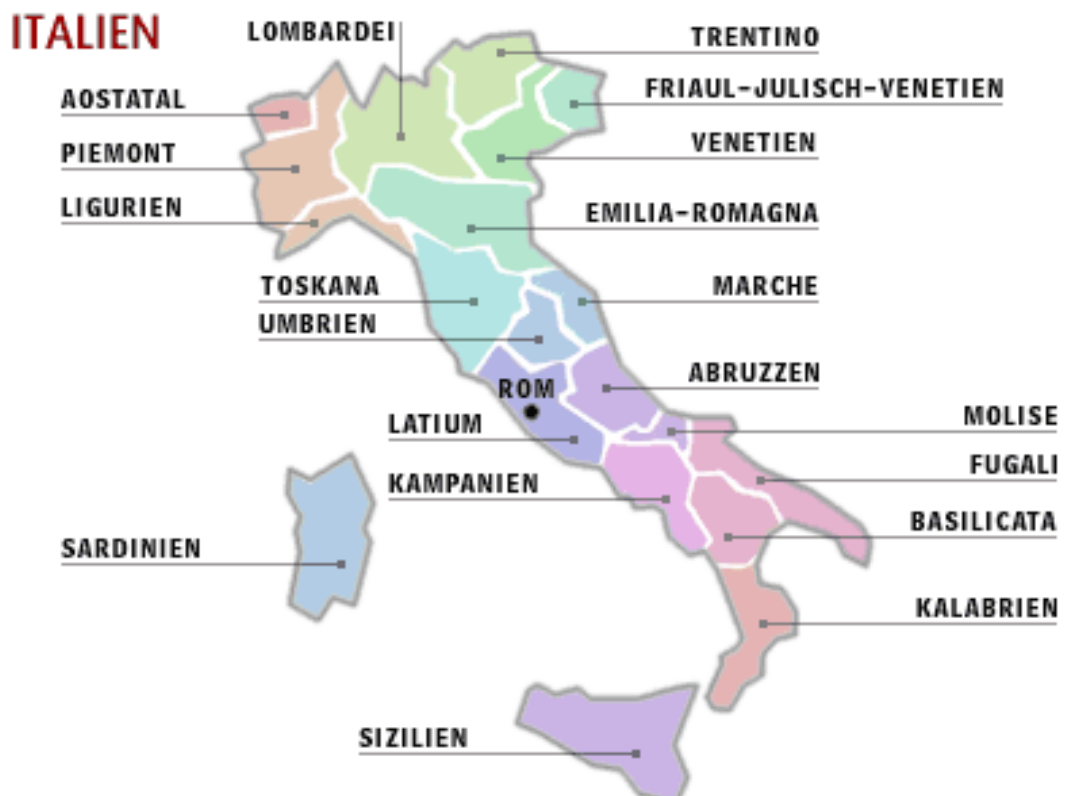 ITALIEN
LOMBARDEI
TRENTINO
AOSTATAL
FRIAUL-JULISCH-VENETIEN
PIEMONT
VENETIEN
LIGURIEN
EMILIA-ROMAGNA
TOSKANA
MARCHE
UMBRIEN
ABRUZZEN
ROM
LATIUM
MOLISE
FUGALI
KAMPANIEN
BASILICATA
SARDINIEN
KALABRIEN
SIZILIEN